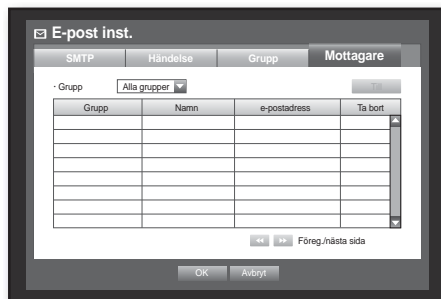 E-post inst.
SMTP Händelse Grupp Mottagare
· Grupp Alla grupper Till
Grupp Namn e-postadress Ta bort
Föreg./nästa sida
OK Avbryt